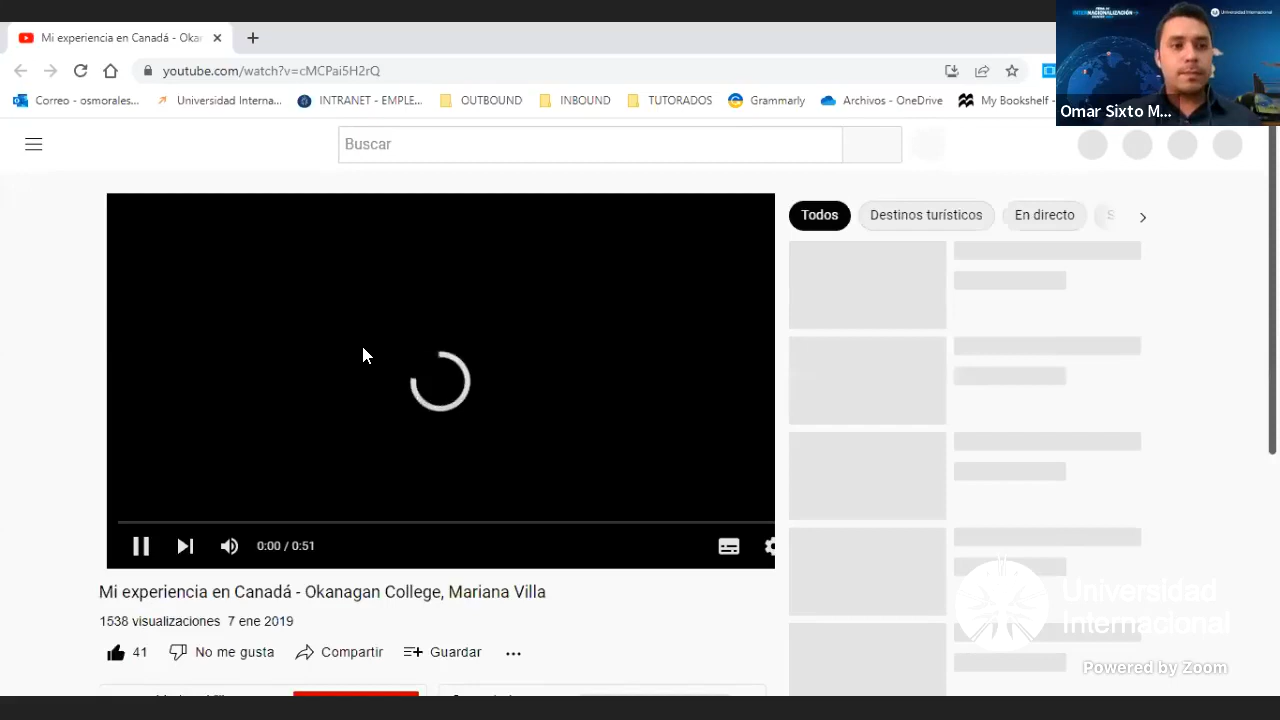 Mi experiencia en Canadá - Oka
youtube.com/watch?v=cMCPai5H2rQ
Correo - osmorales...
Universidad Interna...
INTRANET - EMPLE...
OUTBOUND
INBOUND
TUTORADOS
Grammarly
Archivos - OneDrive
My Bookshelf -
INTERNACIONALIZACIÓN
Universidad Internacional
Omar Sixto M...
Buscar
Todos
Destinos turísticos
En directo
S
0:00 / 0:51
Mi experiencia en Canadá - Okanagan College, Mariana Villa
1538 visualizaciones 7 ene 2019
41
No me gusta
Compartir
Guardar
Universidad
Internacional
Powered by Zoom